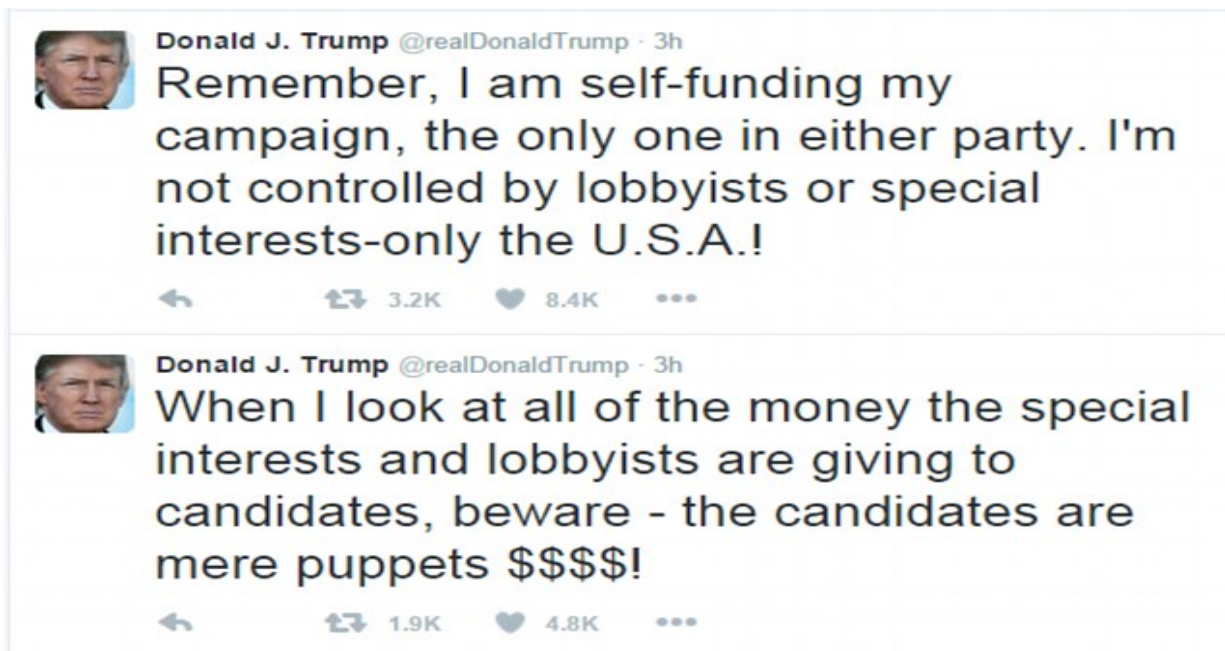 Donald J. Trump @realDonaldTrump · 3h
Remember, I am self-funding my
campaign, the only one in either party. I'm
not controlled by lobbyists or special
interests-only the U.S.A.!
3.2K 8.4K
Donald J. Trump @realDonaldTrump · 3h
When I look at all of the money the special
interests and lobbyists are giving to
candidates, beware - the candidates are
mere puppets $$$$!
1.9K 4.8K